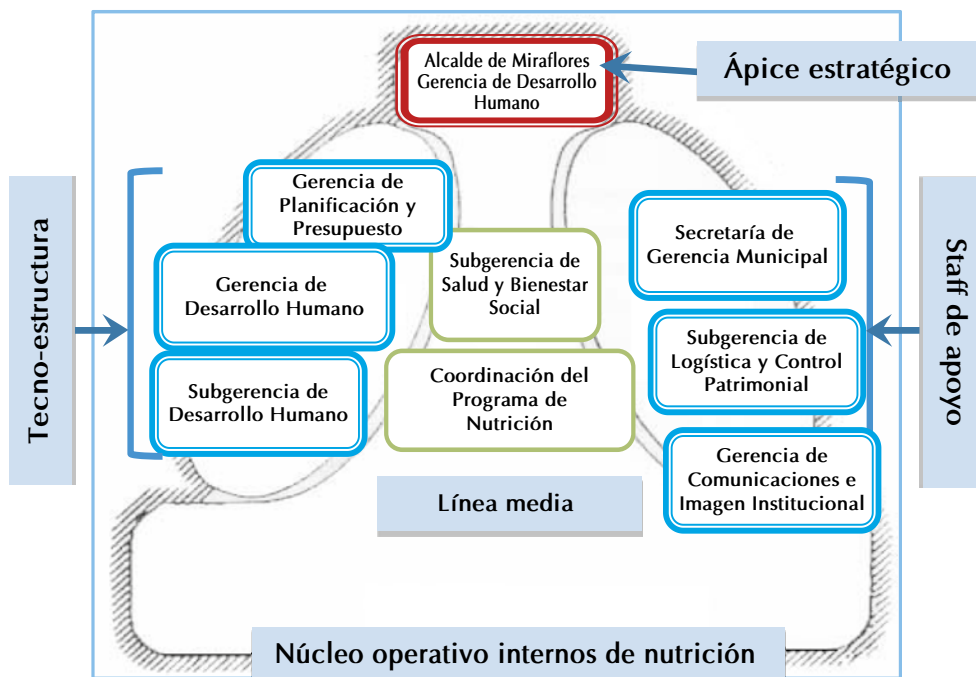 Alcalde de Miraflores
Gerencia de Desarrollo
Humano
Ápice estratégico
Tecno-estructura
Gerencia de
Planificación y
Presupuesto
Gerencia de
Desarrollo Humano
Subgerencia de
Desarrollo Humano
Subgerencia de
Salud y Bienestar
Social
Coordinación del
Programa de
Nutrición
Línea media
Secretaría de
Gerencia Municipal
Subgerencia de
Logística y Control
Patrimonial
Gerencia de
Comunicaciones e
Imagen Institucional
Staff de apoyo
Núcleo operativo internos de nutrición